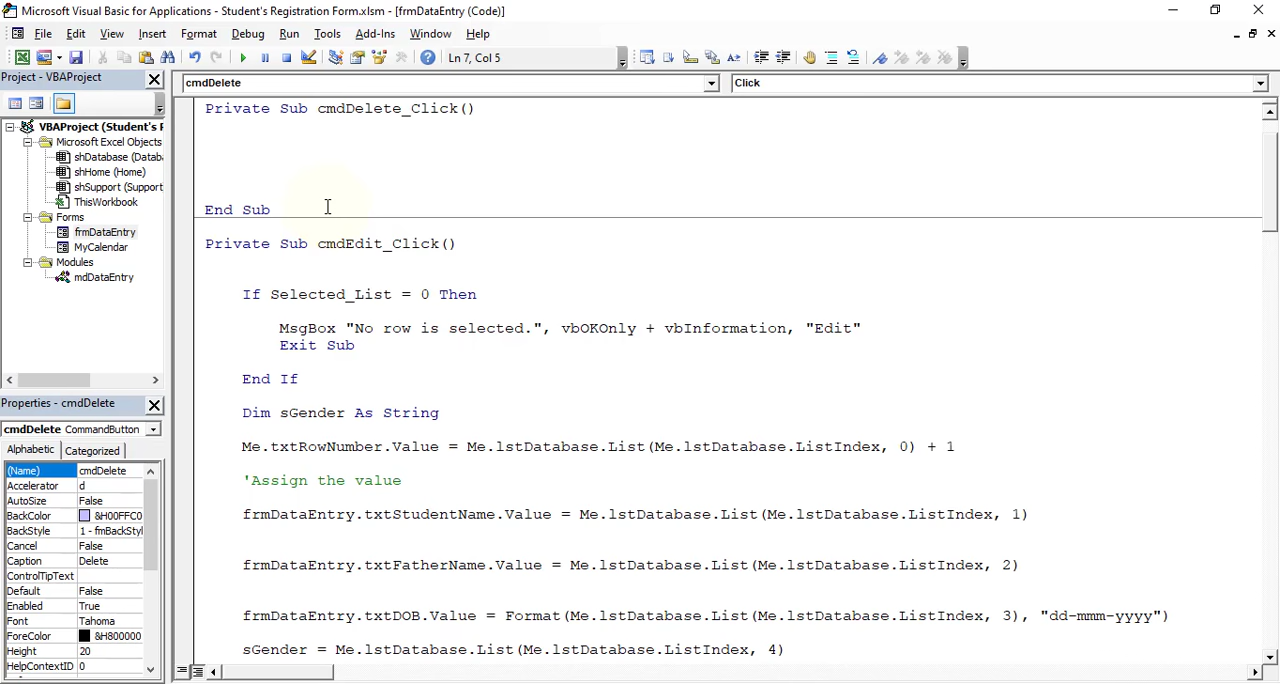 Microsoft Visual Basic for Applications - Student's Registration Form.xlsm - [frmDataEntry (Code)]
File Edit View Insert Format Debug Run Tools Add-Ins Window Help
Ln 7, Col 5
Project - VBAProject
VBAProject (Student's
Microsoft Excel Objects
shDatabase (Datab
shHome (Home)
shSupport (Support
ThisWorkbook
Forms
frmDataEntry
MyCalendar
Modules
mdDataEntry
Properties - cmdDelete
cmdDelete CommandButton
Alphabetic Categorized
(Name) cmdDelete
Accelerator d
AutoSize False
BackColor &H00FFC0
BackStyle 1 - fmBackStyl
Cancel False
Caption Delete
ControlTipText
Default False
Enabled True
Font Tahoma
ForeColor &H800000
Height 20
HelpContextID 0
cmdDelete Click
Private Sub cmdDelete_Click()
End Sub
Private Sub cmdEdit_Click()
If Selected_List = 0 Then
MsgBox "No row is selected.", vbOKOnly + vbInformation, "Edit"
Exit Sub
End If
Dim sGender As String
Me.txtRowNumber.Value = Me.lstDatabase.List(Me.lstDatabase.ListIndex, 0) + 1
'Assign the value
frmDataEntry.txtStudentName.Value = Me.lstDatabase.List(Me.lstDatabase.ListIndex, 1)
frmDataEntry.txtFatherName.Value = Me.lstDatabase.List(Me.lstDatabase.ListIndex, 2)
frmDataEntry.txtDOB.Value = Format(Me.lstDatabase.List(Me.lstDatabase.ListIndex, 3), "dd-mmm-yyyy")
sGender = Me.lstDatabase.List(Me.lstDatabase.ListIndex, 4)